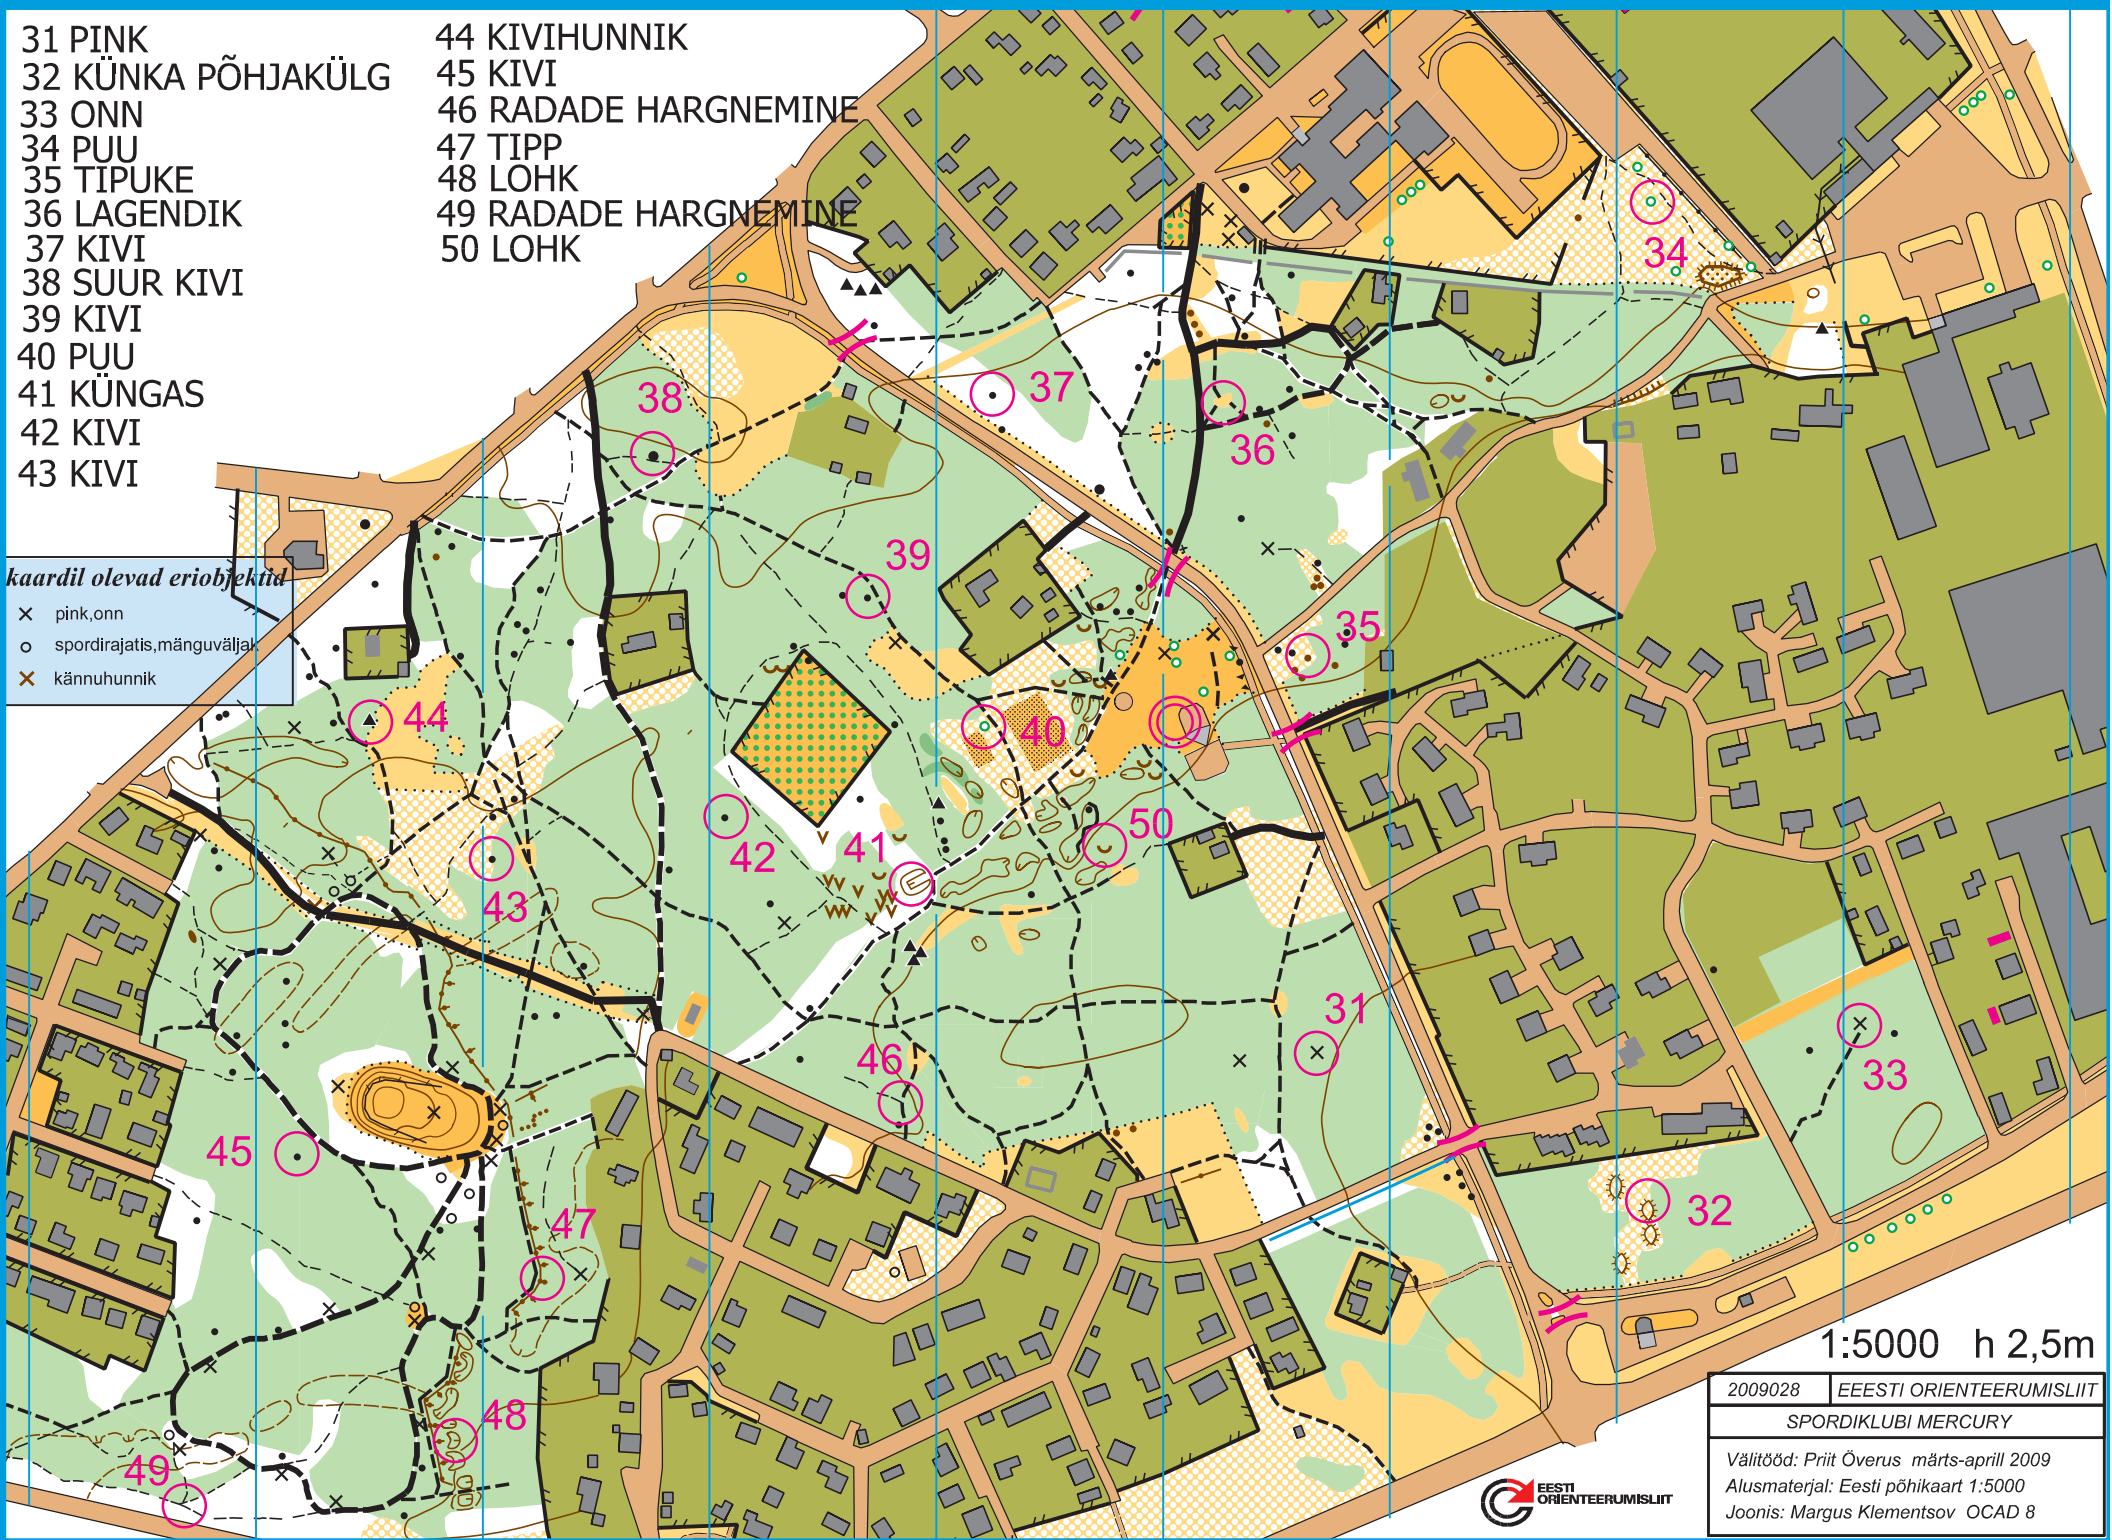 31 PINK
32 KÜNKA PÕHJAKÜLG
33 ONN
34 PUU
35 TIPUKE
36 LAGENDIK
37 KIVI
38 SUUR KIVI
39 KIVI
40 PUU
41 KÜNGAS
42 KIVI
43 KIVI
44 KIVIHUNNIK
45 KIVI
46 RADADE HARGNEMINE
47 TIPP
48 LOHK
49 RADADE HARGNEMINE
50 LOHK
kaardil olevad eriobjektid
pink,onn
spordirajatis,mänguväljak
kännuhunnik
34
38
37
36
39
35
44
40
42
41
50
43
31
46
33
45
47
32
48
49
1:5000 h 2,5m
2009028 EEESTI ORIENTEERUMISLIIT
SPORDIKLUBI MERCURY
Välitööd: Priit Överus märts-aprill 2009
Alusmaterjal: Eesti põhikaart 1:5000
Joonis: Margus Klementsov OCAD 8
EESTI
ORIENTEERUMISLIIT